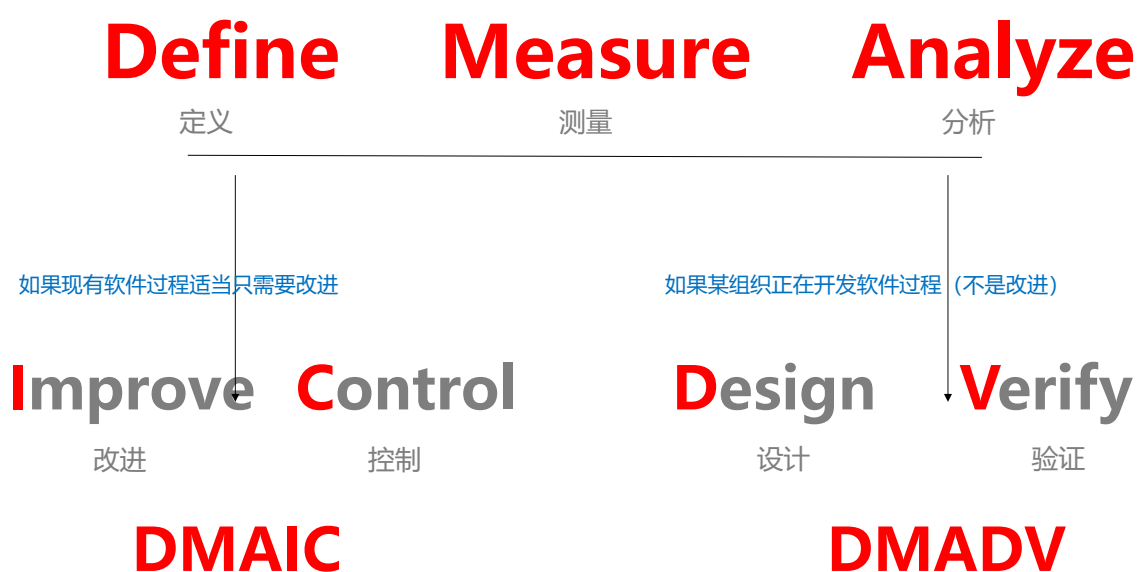 Define Measure Analyze
定义 测量 分析
如果现有软件过程适当只需要改进 如果某组织正在开发软件过程（不是改进）
Improve Control Design Verify
改进 控制 设计 验证
DMAIC DMADV